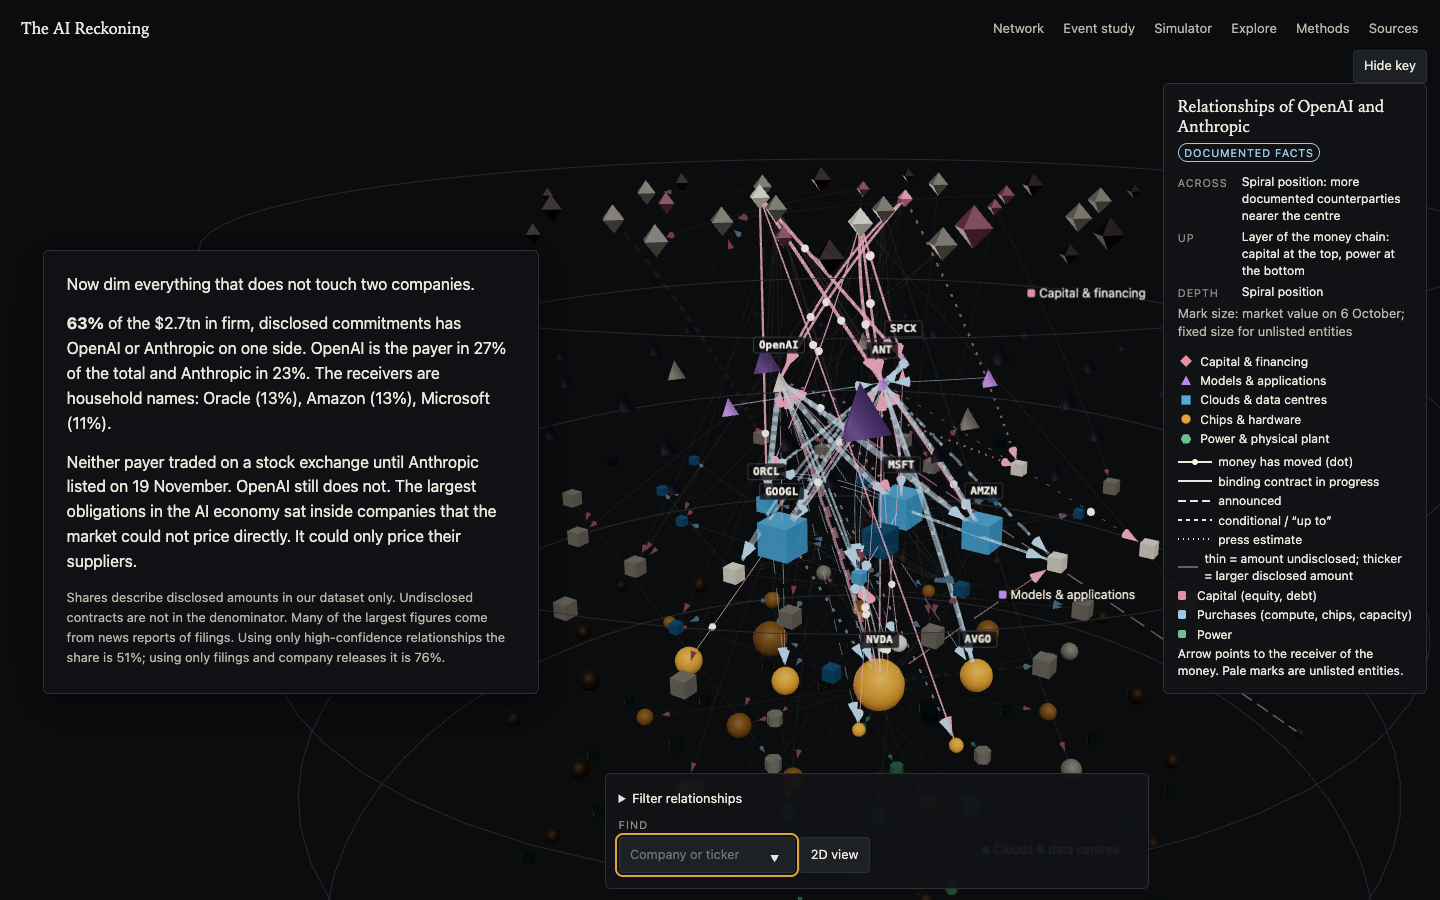 The AI Reckoning
Network Event study Simulator Explore Methods Sources
Hide key
Now dim everything that does not touch two companies.
63% of the $2.7tn in firm, disclosed commitments has
OpenAI or Anthropic on one side. OpenAI is the payer in 27%
of the total and Anthropic in 23%. The receivers are
household names: Oracle (13%), Amazon (13%), Microsoft
(11%).
Neither payer traded on a stock exchange until Anthropic
listed on 19 November. OpenAI still does not. The largest
obligations in the AI economy sat inside companies that the
market could not price directly. It could only price their
suppliers.
Shares describe disclosed amounts in our dataset only. Undisclosed
contracts are not in the denominator. Many of the largest figures come
from news reports of filings. Using only high-confidence relationships the
share is 51%; using only filings and company releases it is 76%.
Capital & financing
SPCX
OpenAI
ANT
ORCL
MSFT
GOOGL
AMZN
Models & applications
NVDA
AVGO
Clouds & data centres
Filter relationships
FIND
Company or ticker
2D view
Relationships of OpenAI and
Anthropic
DOCUMENTED FACTS
ACROSS Spiral position: more
documented counterparties
nearer the centre
UP Layer of the money chain:
capital at the top, power at
the bottom
DEPTH Spiral position
Mark size: market value on 6 October;
fixed size for unlisted entities
Capital & financing
Models & applications
Clouds & data centres
Chips & hardware
Power & physical plant
money has moved (dot)
binding contract in progress
announced
conditional / “up to”
press estimate
thin = amount undisclosed; thicker
= larger disclosed amount
Capital (equity, debt)
Purchases (compute, chips, capacity)
Power
Arrow points to the receiver of the
money. Pale marks are unlisted entities.